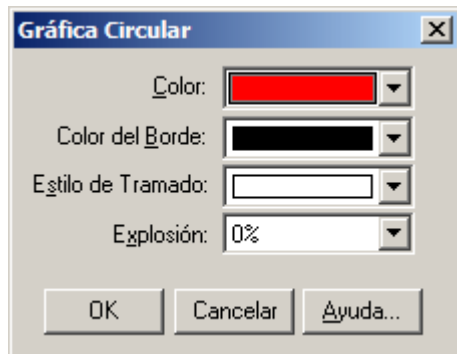 Gráfica Circular
Color:
Color del Borde:
Estilo de Tramado:
Explosión: 0%
OK Cancelar Ayuda...